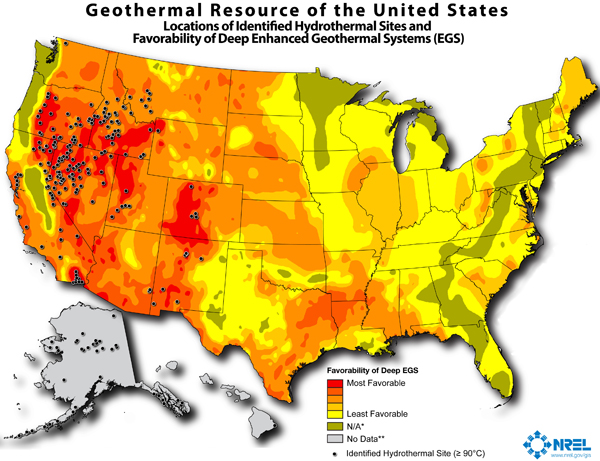 Geothermal Resource of the United States
Locations of Identified Hydrothermal Sites and
Favorability of Deep Enhanced Geothermal Systems (EGS)
Favorability of Deep EGS
Most Favorable
Least Favorable
N/A*
No Data**
Identified Hydrothermal Site (≥ 90°C)
NREL
www.nrel.gov/gis